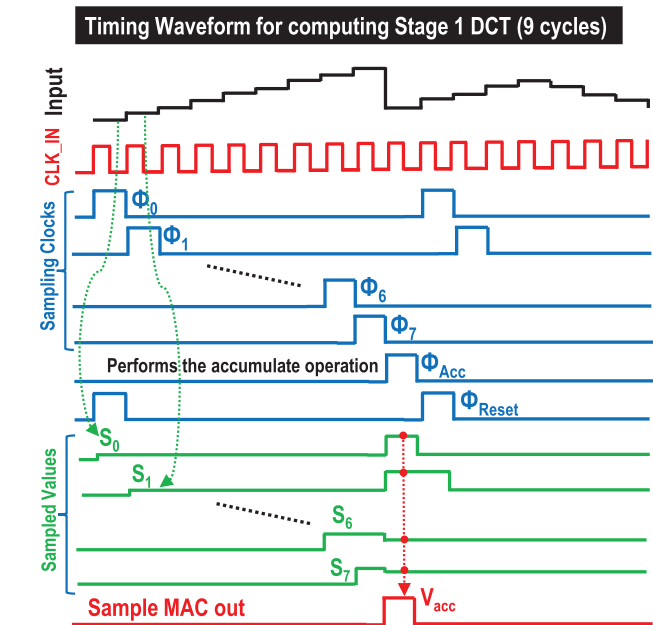 Timing Waveform for computing Stage 1 DCT (9 cycles)
Input
CLK_IN
Sampling Clocks
Φ0
Φ1
Φ6
Φ7
Performs the accumulate operation
ΦAcc
ΦReset
Sampled Values
S0
S1
S6
S7
Sample MAC out
Vacc